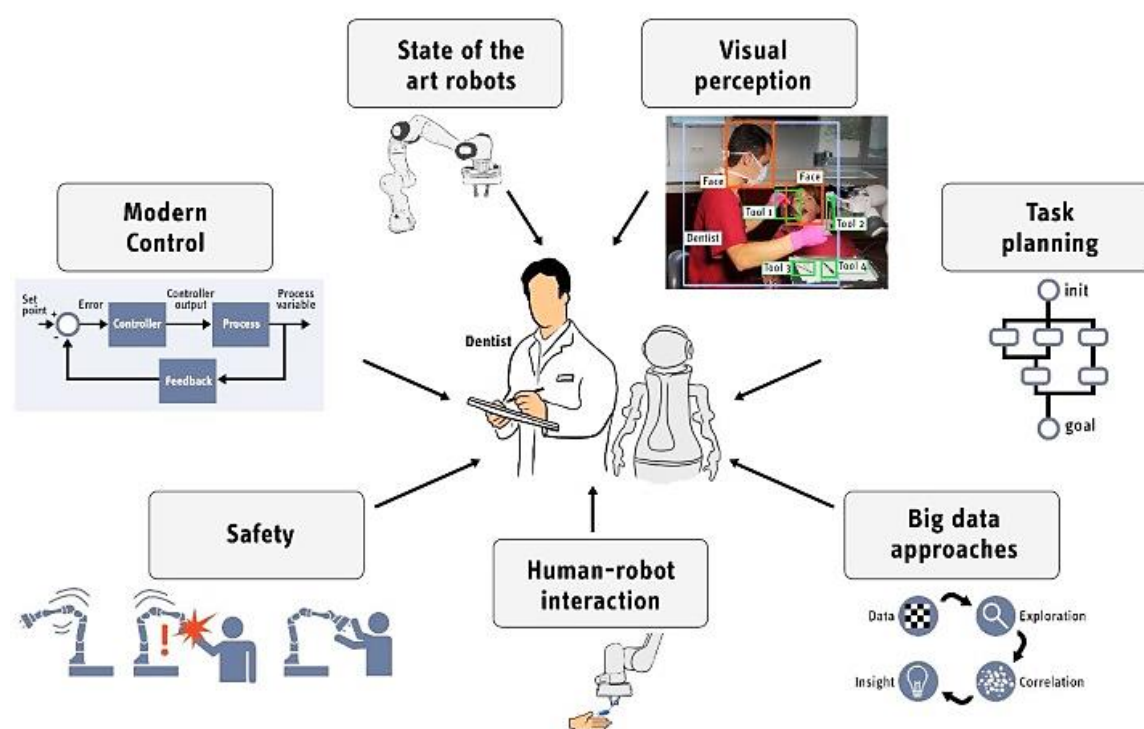 State of the
art robots
Visual
perception
Face
Face
Tool 1
Tool 2
Dentist
Tool 3
Tool 4
Modern
Control
Set
point
+
-
Error
Controller
Controller
output
Process
Process
variable
Feedback
Task
planning
init
goal
Dentist
Safety
!
Human-robot
interaction
Big data
approaches
Data
Exploration
Insight
Correlation